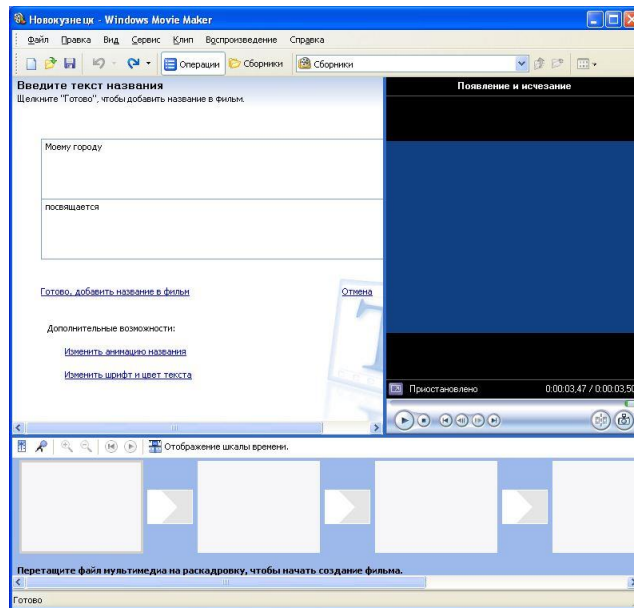 Новокузнецк - Windows Movie Maker
Файл Правка Вид Сервис Клип Воспроизведение Справка
Операции Сборники Сборники
Введите текст названия
Щелкните "Готово", чтобы добавить название в фильм.
Моему городу
посвящается
Готово, добавить название в фильм Отмена
Дополнительные возможности:
Изменить анимацию названия
Изменить шрифт и цвет текста
Появление и исчезание
Приостановлено 0:00:03,47 / 0:00:03,50
Отображение шкалы времени.
Перетащите файл мультимедиа на раскадровку, чтобы начать создание фильма.
Готово